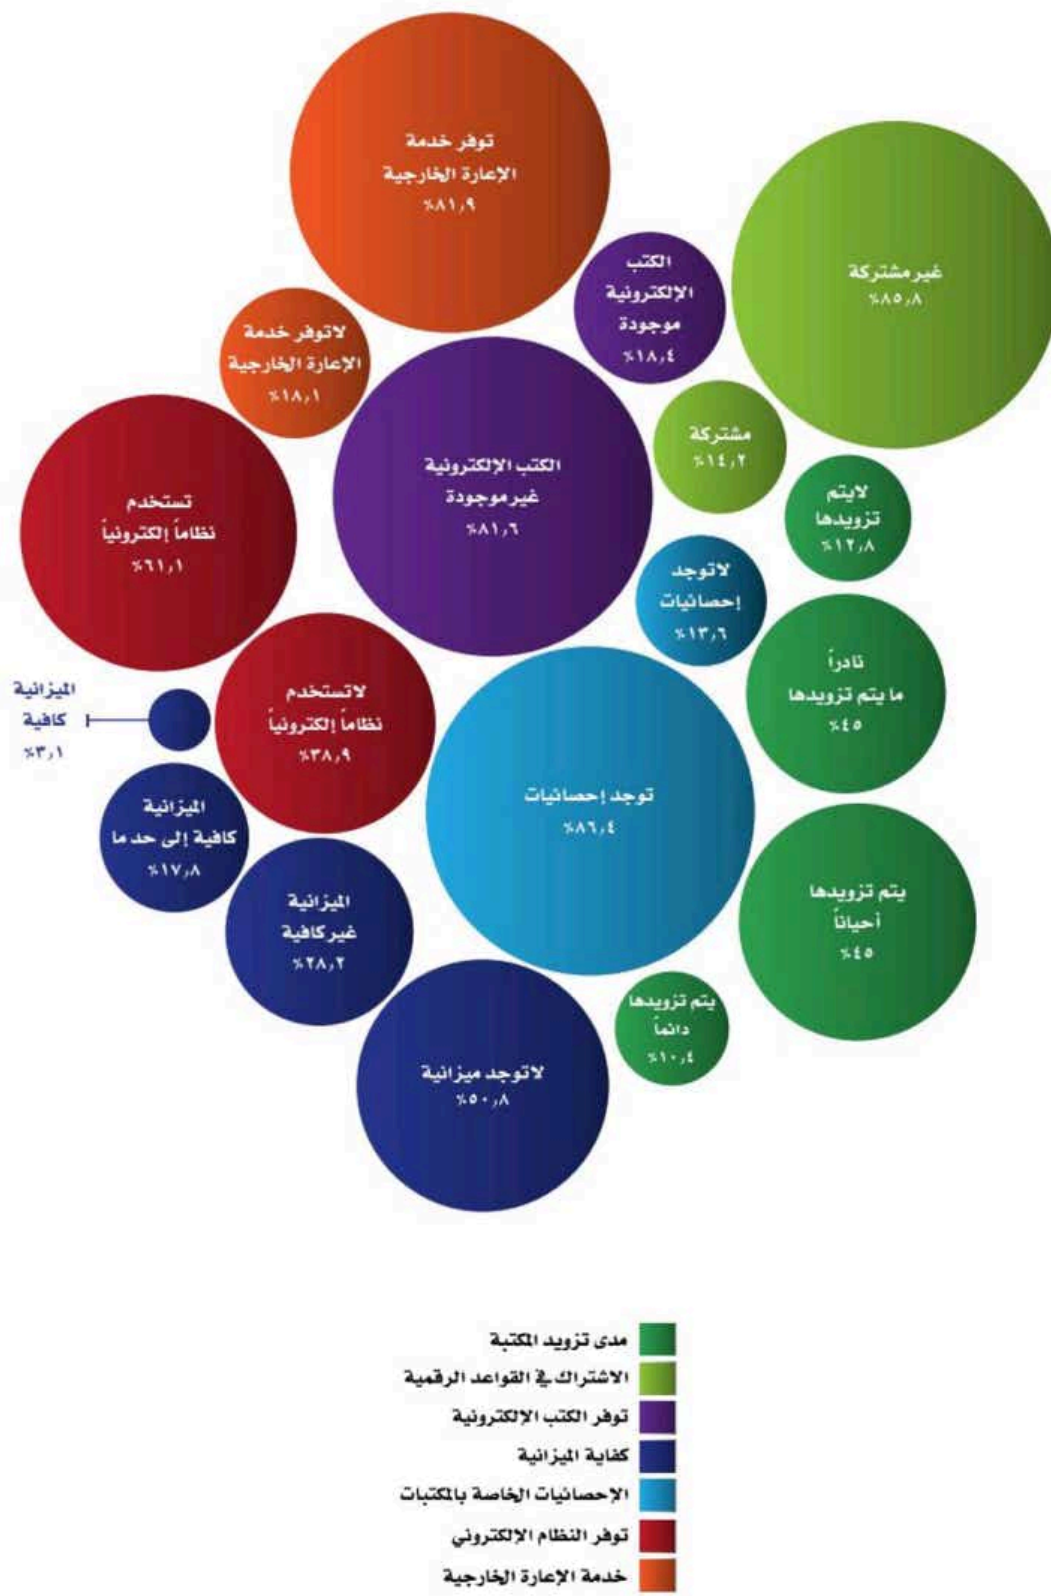 توفر خدمة
الإعارة الخارجية
%٨١,٩
غير مشتركة
%٨٥,٨
الكتب
الإلكترونية
موجودة
%١٨,٤
لاتوفر خدمة
الإعارة الخارجية
%١٨,١
مشتركة
%١٤,٢
الكتب الإلكترونية
غير موجودة
%٨١,٦
لايتم
تزويدها
%١٢,٨
تستخدم
نظاماً إلكترونياً
%٦١,١
لاتوجد
إحصائيات
%١٣,٦
نادراً
ما يتم تزويدها
%٤٥
الميزانية
كافية
%٣,١
لاتستخدم
نظاماً إلكترونياً
%٣٨,٩
توجد إحصائيات
%٨٦,٤
الميزانية
كافية إلى حد ما
%١٧,٨
يتم تزويدها
أحياناً
%٤٥
الميزانية
غير كافية
%٢٨,٢
يتم تزويدها
دائماً
%١٠,٤
لاتوجد ميزانية
%٥٠,٨
مدى تزويد المكتبة
الاشتراك في القواعد الرقمية
توفر الكتب الإلكترونية
كفاية الميزانية
الإحصائيات الخاصة بالمكتبات
توفر النظام الإلكتروني
خدمة الإعارة الخارجية